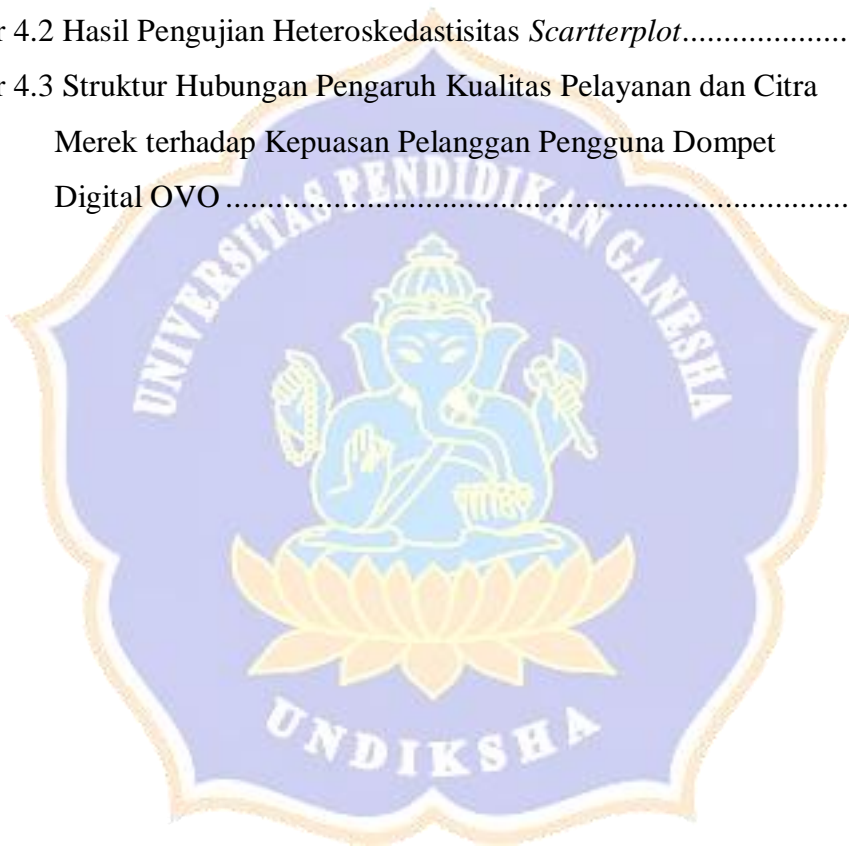 r 4.2 Hasil Pengujian Heteroskedastisitas Scartterplot....................
r 4.3 Struktur Hubungan Pengaruh Kualitas Pelayanan dan Citra
Merek terhadap Kepuasan Pelanggan Pengguna Dompet
Digital OVO ...........................................................................
UNIVERSITAS PENDIDIKAN GANESHA
UNDIKSHA